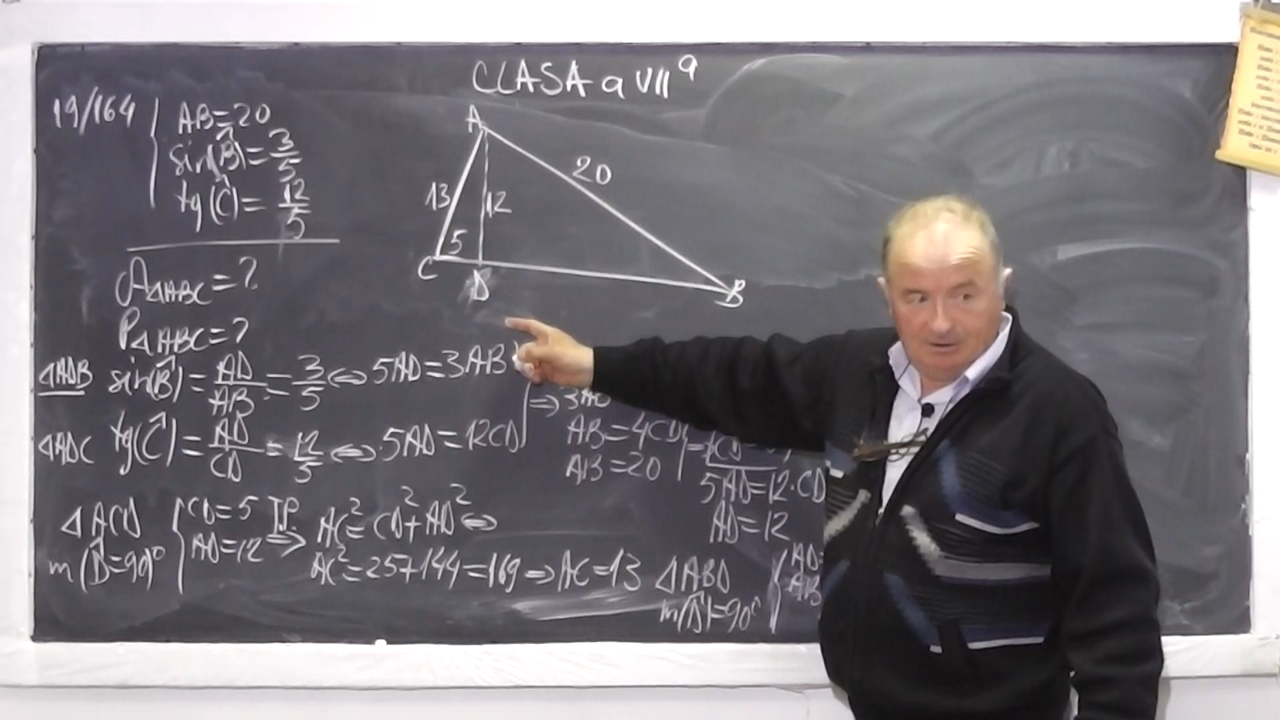 CLASA a VII a
19/164
AB=20
sin(B̂)=3/5
tg(Ĉ)=12/5
A△ABC=?
P△ABC=?
A
20
13
12
5
C
D
B
△ADB sin(B̂)=AD/AB=3/5⇔5AD=3AB
△ADC tg(Ĉ)=AD/CD=12/5⇔5AD=12CD
⇒
AB=4CD
AB=20
5AD=12·CD
AD=12
△ACD
m(D̂)=90°
CD=5
AD=12
T.P.
⇒
AC²=CD²+AD²⇔
AC²=25+144=169⇒AC=13
△ABD
m(D̂)=90°
AD=
AB